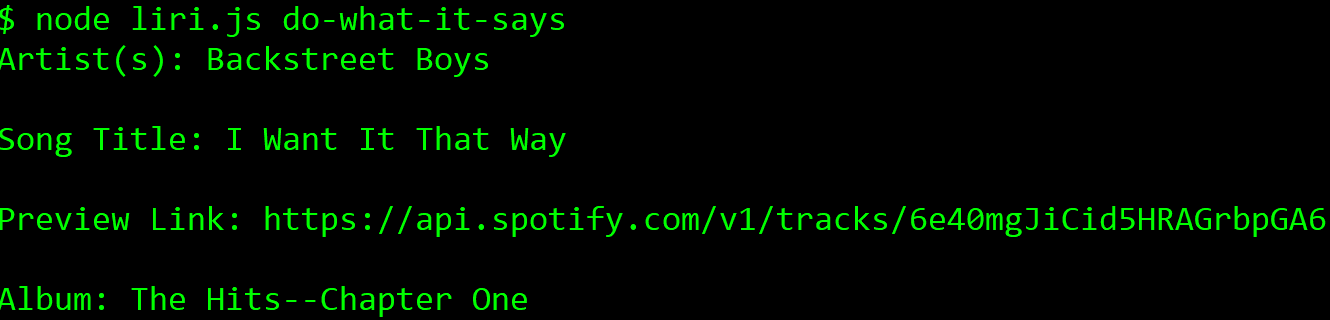 $ node liri.js do-what-it-says
Artist(s): Backstreet Boys
Song Title: I Want It That Way
Preview Link: https://api.spotify.com/v1/tracks/6e40mgJiCid5HRAGrbpGA6
Album: The Hits--Chapter One